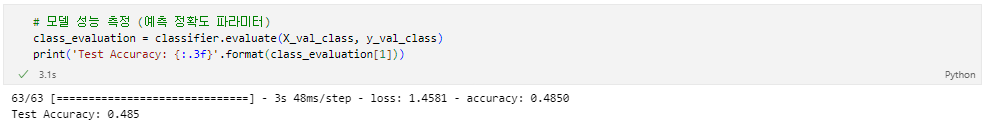 # 모델 성능 측정 (예측 정확도 파라미터)
class_evaluation = classifier.evaluate(X_val_class, y_val_class)
print('Test Accuracy: {:.3f}'.format(class_evaluation[1]))
✓ 3.1s Python
63/63 [==============================] - 3s 48ms/step - loss: 1.4581 - accuracy: 0.4850
Test Accuracy: 0.485